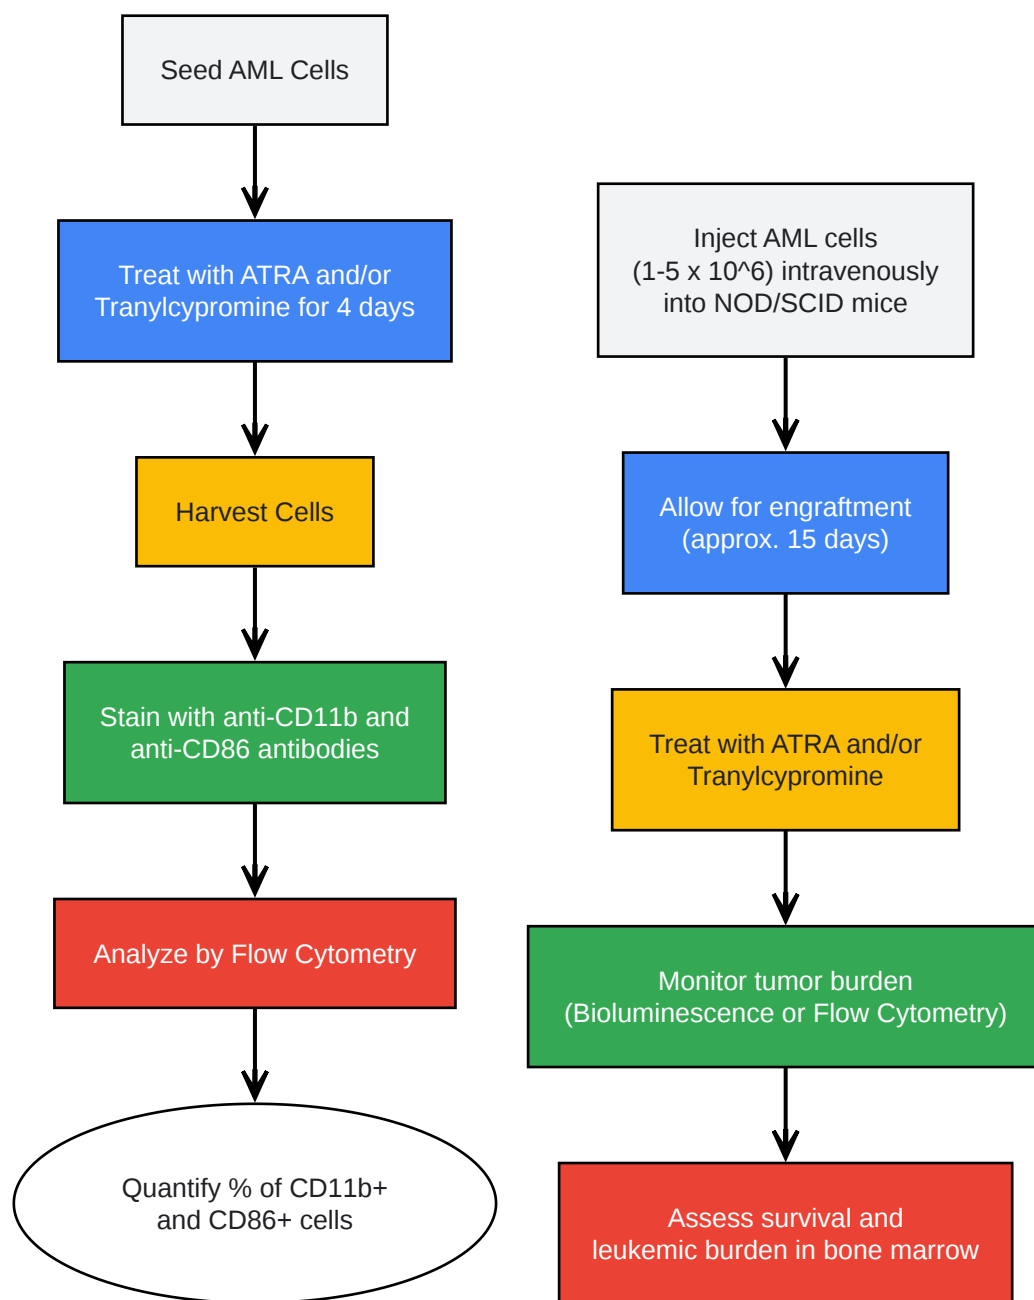 Seed AML Cells
Treat with ATRA and/or
Tranylcypromine for 4 days
Harvest Cells
Stain with anti-CD11b and
anti-CD86 antibodies
Analyze by Flow Cytometry
Quantify % of CD11b+
and CD86+ cells
Inject AML cells
(1-5 x 10^6) intravenously
into NOD/SCID mice
Allow for engraftment
(approx. 15 days)
Treat with ATRA and/or
Tranylcypromine
Monitor tumor burden
(Bioluminescence or Flow Cytometry)
Assess survival and
leukemic burden in bone marrow